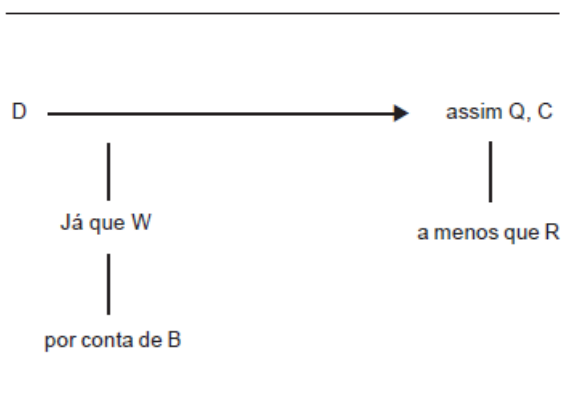 D
assim Q, C
Já que W
a menos que R
por conta de B